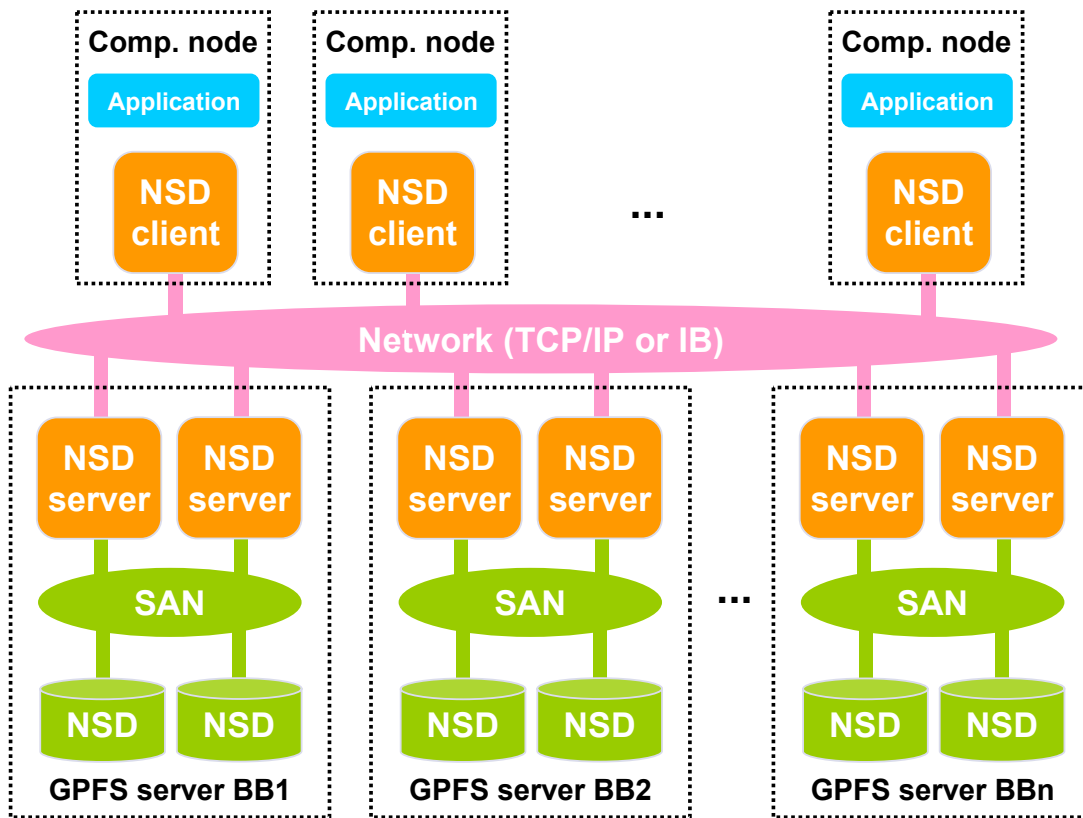 Comp. node
Application
NSD
client
Comp. node
Application
NSD
client
...
Comp. node
Application
NSD
client
Network (TCP/IP or IB)
NSD
server
NSD
server
SAN
NSD
NSD
GPFS server BB1
NSD
server
NSD
server
SAN
NSD
NSD
GPFS server BB2
...
NSD
server
NSD
server
SAN
NSD
NSD
GPFS server BBn